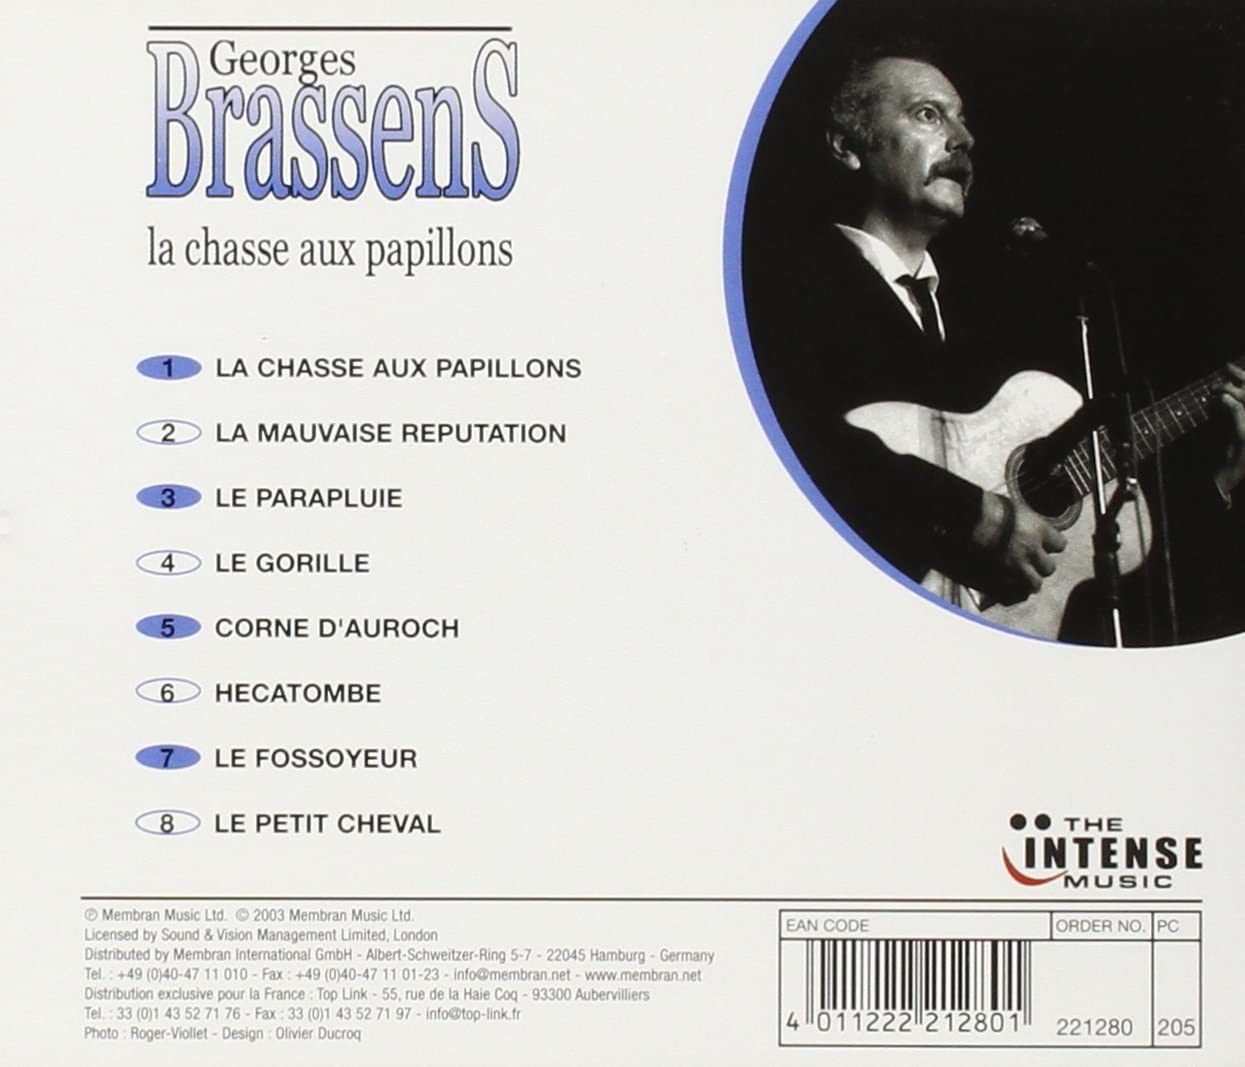 Georges
Brassens
la chasse aux papillons
1 LA CHASSE AUX PAPILLONS
2 LA MAUVAISE REPUTATION
3 LE PARAPLUIE
4 LE GORILLE
5 CORNE D'AUROCH
6 HECATOMBE
7 LE FOSSOYEUR
8 LE PETIT CHEVAL
THE
INTENSE
MUSIC
℗ Membran Music Ltd. © 2003 Membran Music Ltd.
Licensed by Sound & Vision Management Limited, London
Distributed by Membran International GmbH - Albert-Schweitzer-Ring 5-7 - 22045 Hamburg - Germany
Tel. : +49 (0)40-47 11 010 - Fax : +49 (0)40-47 11 01-23 - info@membran.net - www.membran.net
Distribution exclusive pour la France : Top Link - 55, rue de la Haie Coq - 93300 Aubervilliers
Tel. : 33 (0)1 43 52 71 76 - Fax : 33 (0)1 43 52 71 97 - info@top-link.fr
Photo : Roger-Viollet - Design : Olivier Ducroq
EAN CODE ORDER NO. PC
4 011222 212801 221280 205